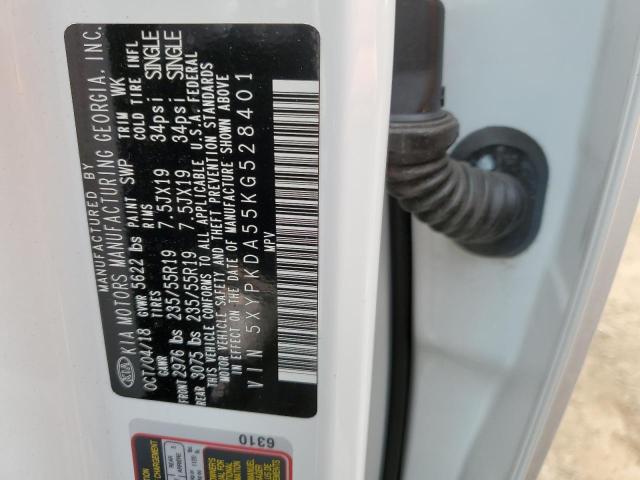 MANUFACTURED BY
KIA KIA MOTORS MANUFACTURING GEORGIA, INC.
OCT/04/18 GVWR 5622 lbs PAINT SWP TRIM WK
GAWR TIRES RIMS COLD TIRE INFL
FRONT 2976 lbs 235/55R19 7.5JX19 34psi SINGLE
REAR 3075 lbs 235/55R19 7.5JX19 34psi SINGLE
THIS VEHICLE CONFORMS TO ALL APPLICABLE U.S.A. FEDERAL
MOTOR VEHICLE SAFETY AND THEFT PREVENTION STANDARDS
IN EFFECT ON THE DATE OF MANUFACTURE SHOWN ABOVE
VIN 5XYPKDA55KG528401
MPV
6310
REAR
ARRIERE